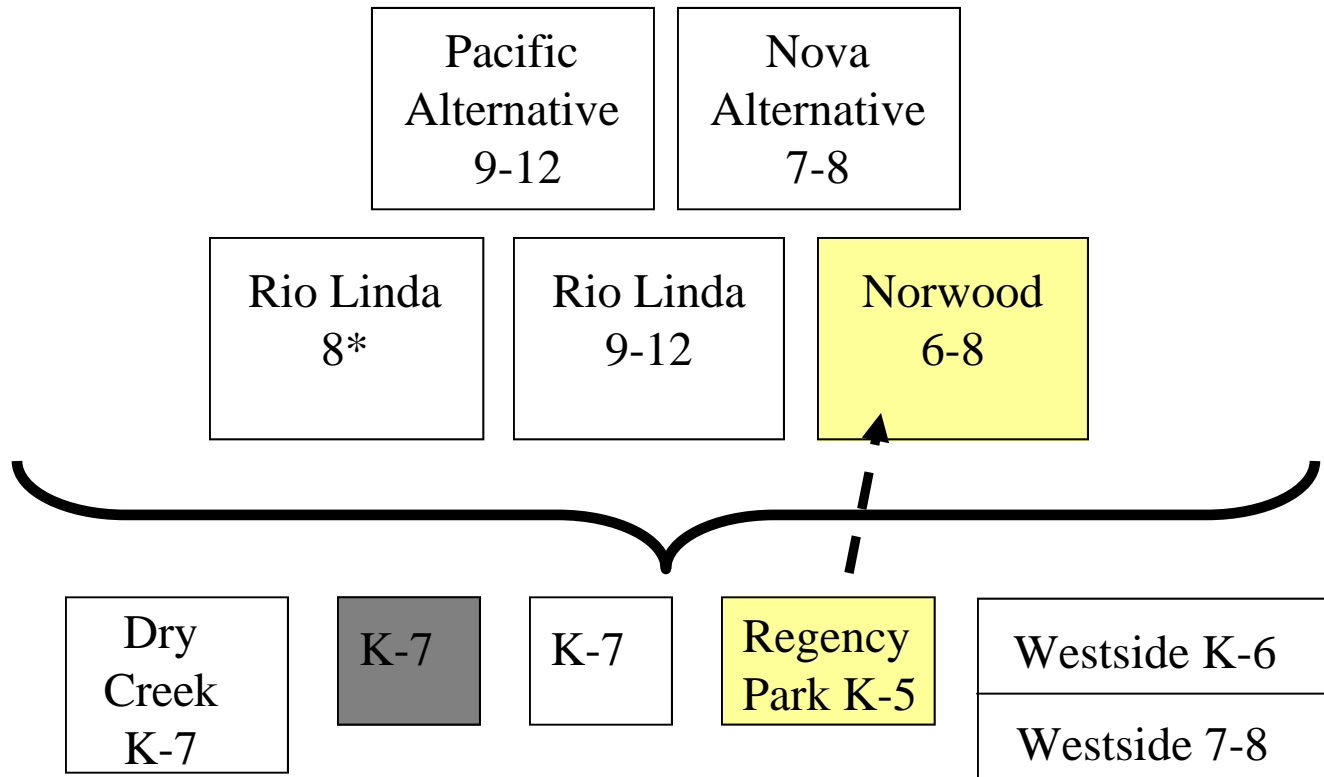 Pacific
Alternative
9-12
Nova
Alternative
7-8
Rio Linda
8*
Rio Linda
9-12
Norwood
6-8
Dry
Creek
K-7
K-7
K-7
Regency
Park K-5
Westside K-6
Westside 7-8